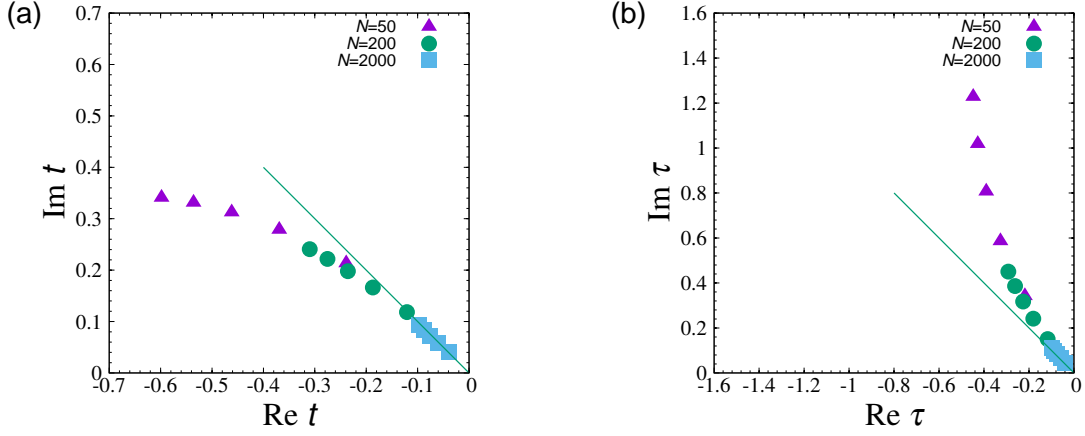 (a)
N=50
N=200
N=2000
0.7
0.6
0.5
0.4
0.3
0.2
0.1
0
Im t
-0.7 -0.6 -0.5 -0.4 -0.3 -0.2 -0.1 0
Re t
(b)
N=50
N=200
N=2000
1.6
1.4
1.2
1
0.8
0.6
0.4
0.2
0
Im τ
-1.6 -1.4 -1.2 -1 -0.8 -0.6 -0.4 -0.2 0
Re τ